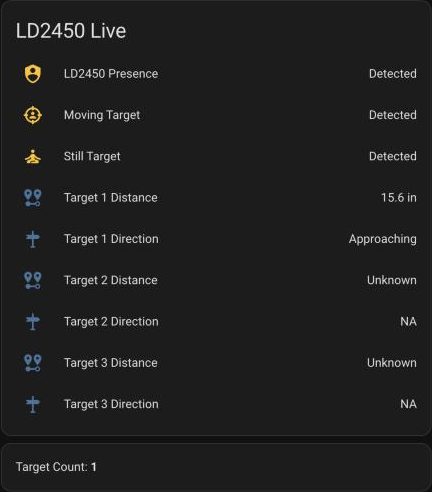 LD2450 Live
LD2450 Presence Detected
Moving Target Detected
Still Target Detected
Target 1 Distance 15.6 in
Target 1 Direction Approaching
Target 2 Distance Unknown
Target 2 Direction NA
Target 3 Distance Unknown
Target 3 Direction NA
Target Count: 1